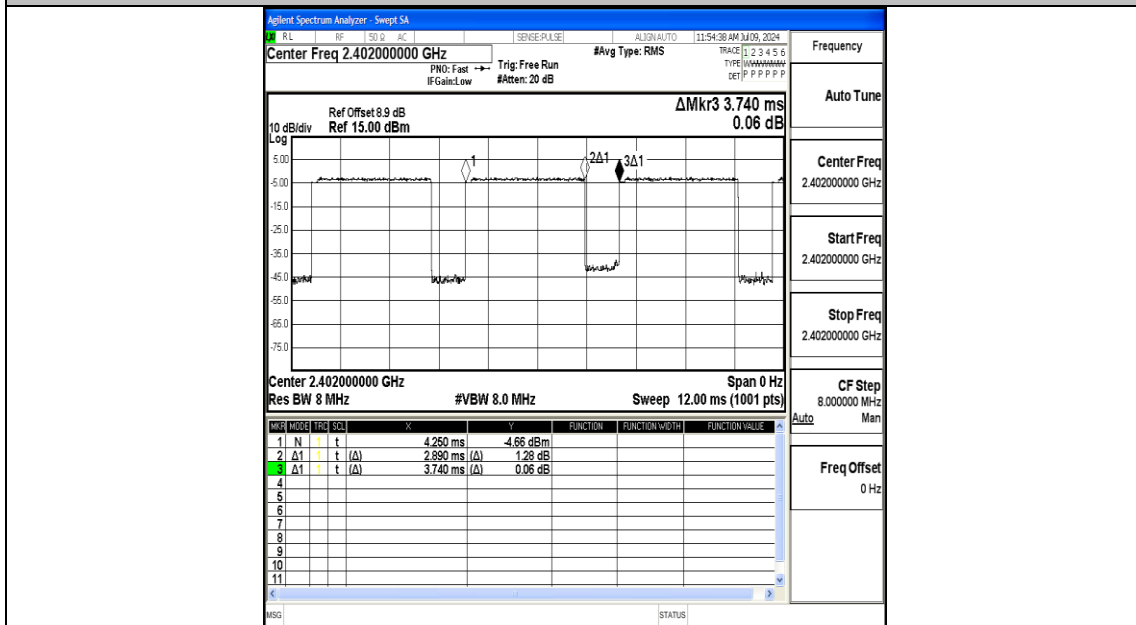 Agilent Spectrum Analyzer - Swept SA
RL RF 50 Ω AC SENSE:PULSE ALIGN AUTO 11:54:38 AM Jul 09, 2024
Center Freq 2.402000000 GHz
PNO: Fast
IFGain:Low
Trig: Free Run
#Atten: 20 dB
#Avg Type: RMS
TRACE 1 2 3 4 5 6
TYPE
DET P P P P P P
Ref Offset 8.9 dB
10 dB/div Ref 15.00 dBm
Log
ΔMkr3 3.740 ms
0.06 dB
5.00
-5.00
-15.0
-25.0
-35.0
-45.0
-55.0
-65.0
-75.0
1
2Δ1
3Δ1
Center 2.402000000 GHz Span 0 Hz
Res BW 8 MHz #VBW 8.0 MHz Sweep 12.00 ms (1001 pts)
MKR MODE TRC SCL X Y FUNCTION FUNCTION WIDTH FUNCTION VALUE
1 N 1 t 4.250 ms -4.66 dBm
2 Δ1 1 t (Δ) 2.890 ms (Δ) 1.28 dB
3 Δ1 1 t (Δ) 3.740 ms (Δ) 0.06 dB
4
5
6
7
8
9
10
11
MSG STATUS
Frequency
Auto Tune
Center Freq
2.402000000 GHz
Start Freq
2.402000000 GHz
Stop Freq
2.402000000 GHz
CF Step
8.000000 MHz
Auto Man
Freq Offset
0 Hz